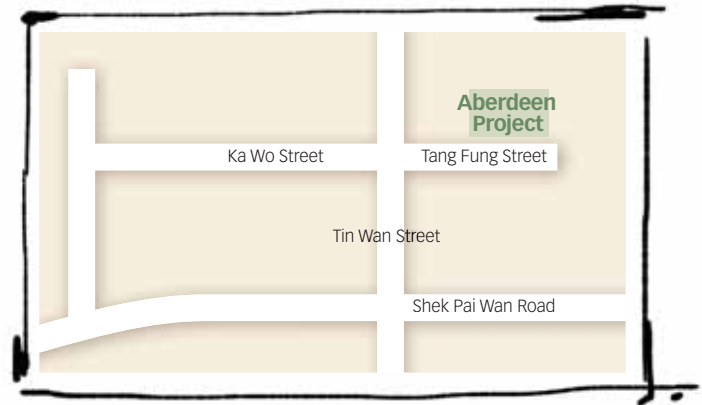 Aberdeen
Project
Ka Wo Street
Tang Fung Street
Tin Wan Street
Shek Pai Wan Road